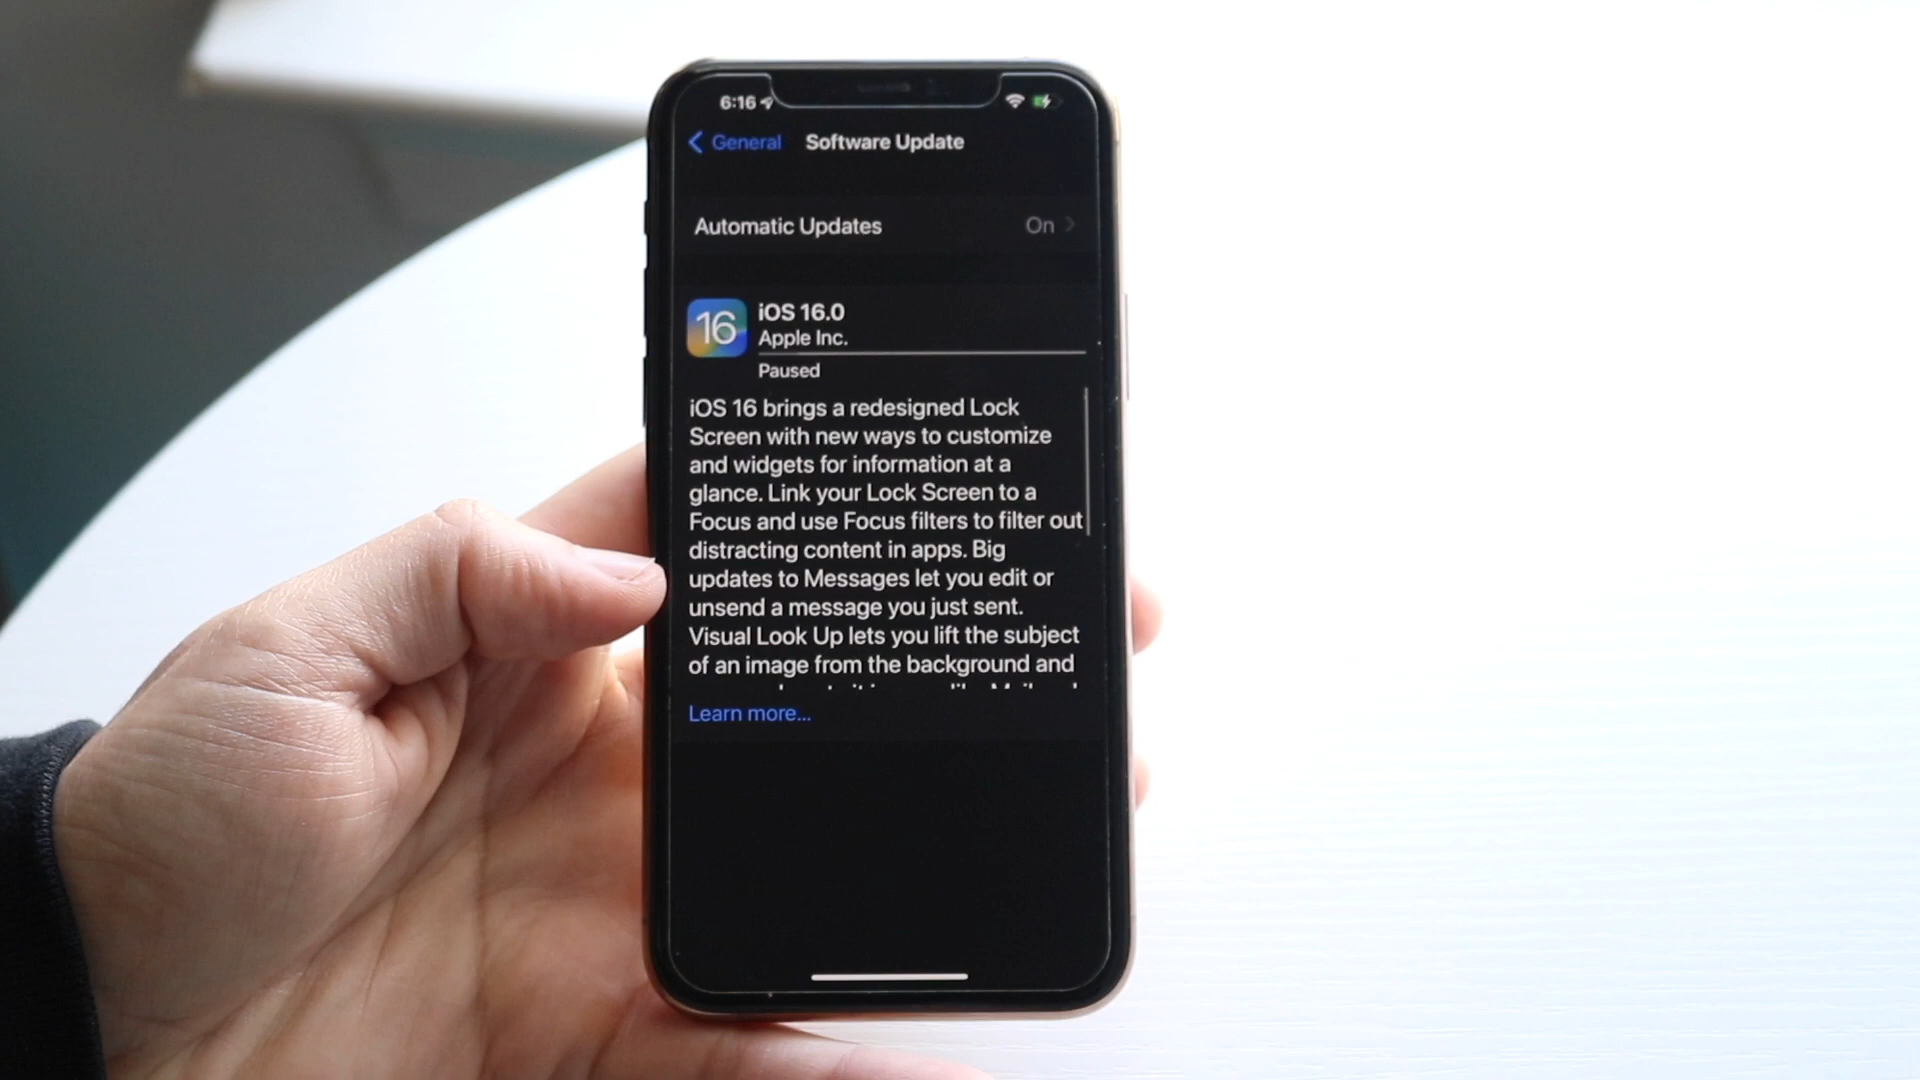 6:16
General Software Update
Automatic Updates On
16 iOS 16.0
Apple Inc.
Paused
iOS 16 brings a redesigned Lock
Screen with new ways to customize
and widgets for information at a
glance. Link your Lock Screen to a
Focus and use Focus filters to filter out
distracting content in apps. Big
updates to Messages let you edit or
unsend a message you just sent.
Visual Look Up lets you lift the subject
of an image from the background and
Learn more...